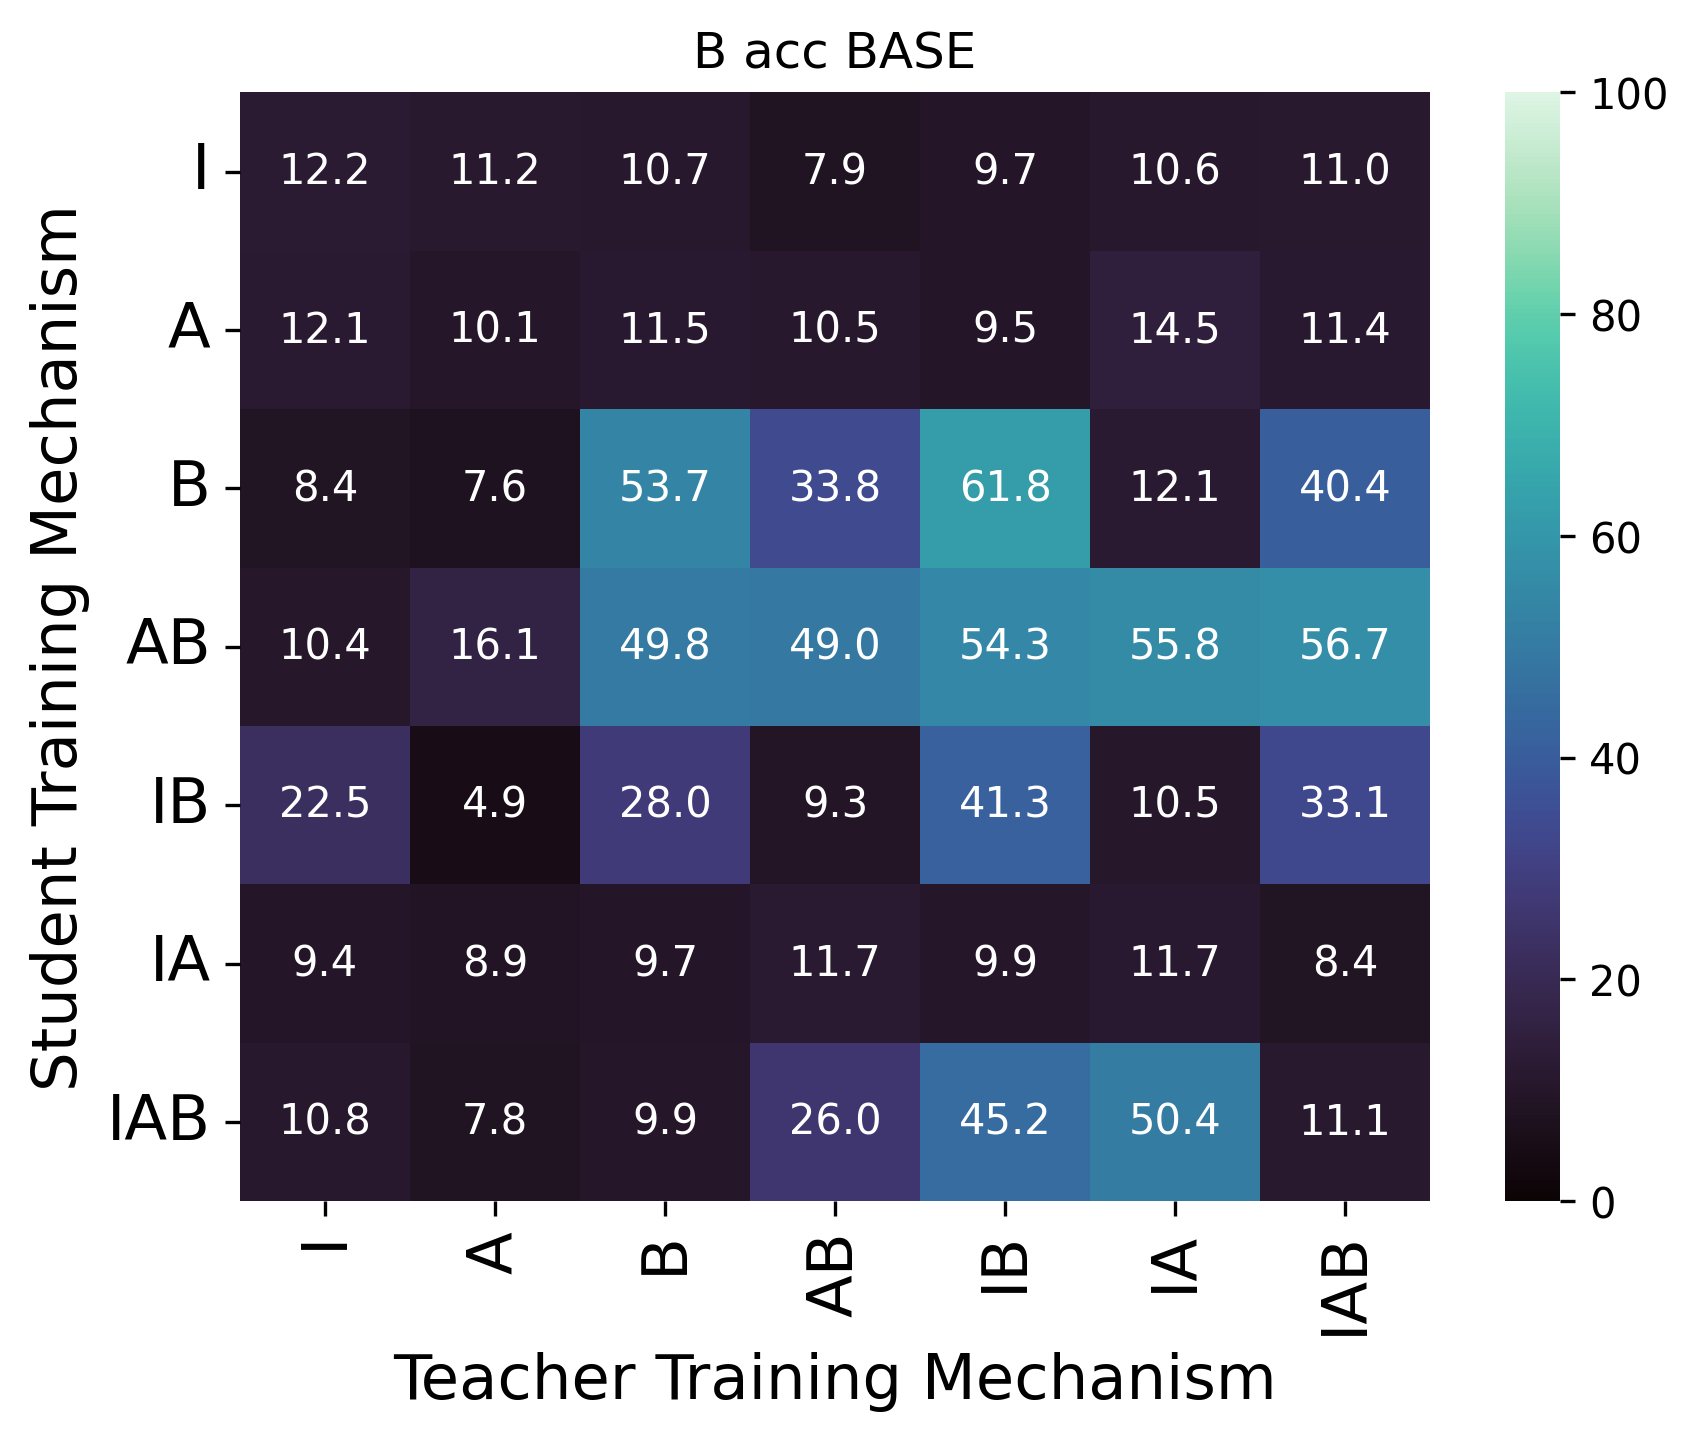 B acc BASE
Student Training Mechanism
I 12.2 11.2 10.7 7.9 9.7 10.6 11.0
A 12.1 10.1 11.5 10.5 9.5 14.5 11.4
B 8.4 7.6 53.7 33.8 61.8 12.1 40.4
AB 10.4 16.1 49.8 49.0 54.3 55.8 56.7
IB 22.5 4.9 28.0 9.3 41.3 10.5 33.1
IA 9.4 8.9 9.7 11.7 9.9 11.7 8.4
IAB 10.8 7.8 9.9 26.0 45.2 50.4 11.1
I A B AB IB IA IAB
Teacher Training Mechanism
100
80
60
40
20
0